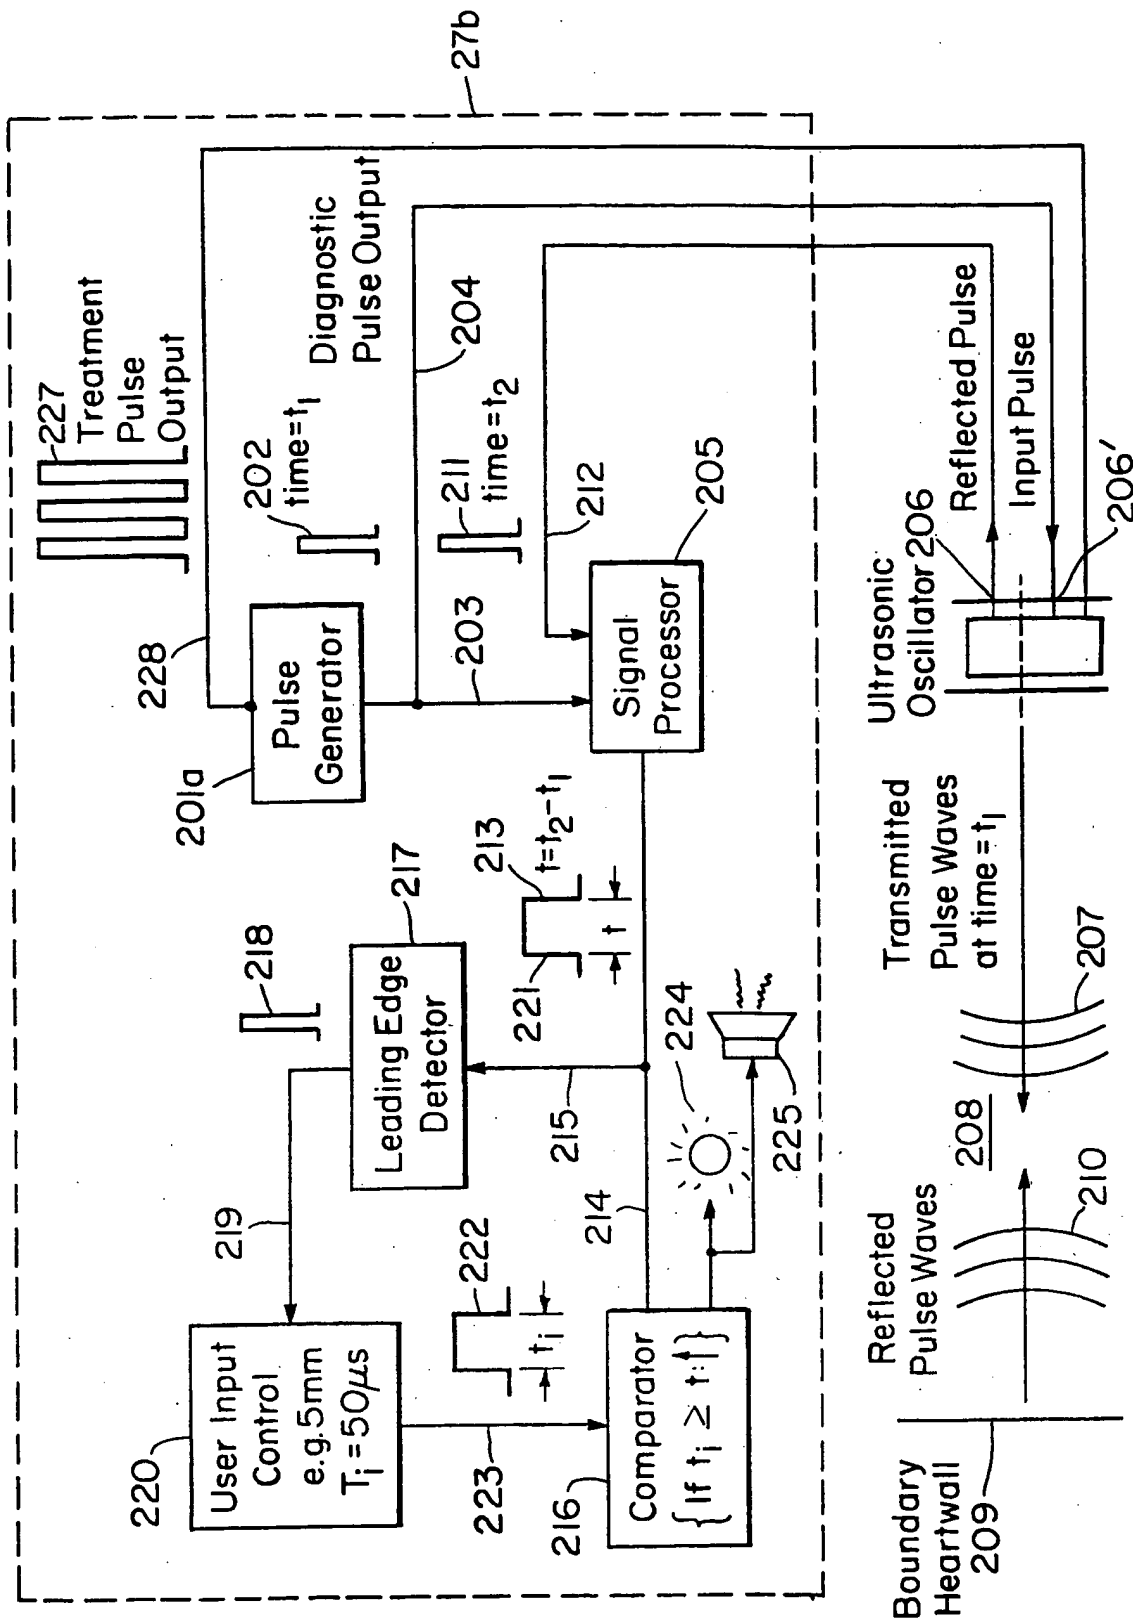 27b
227
Treatment
Pulse
Output
228
202
time=t1
Diagnostic
Pulse Output
204
201a
Pulse
Generator
203
211
time=t2
212
205
Signal
Processor
218
217
Leading Edge
Detector
213
t=t2-t1
221
t
215
219
220
User Input
Control
e.g. 5mm
Ti = 50μs
222
ti
223
214
224
225
216
Comparator
{If ti ≥ t:↑}
Reflected Pulse
Input Pulse
206'
Ultrasonic
Oscillator 206
Transmitted
Pulse Waves
at time = t1
207
208
Reflected
Pulse Waves
210
Boundary
Heartwall
209